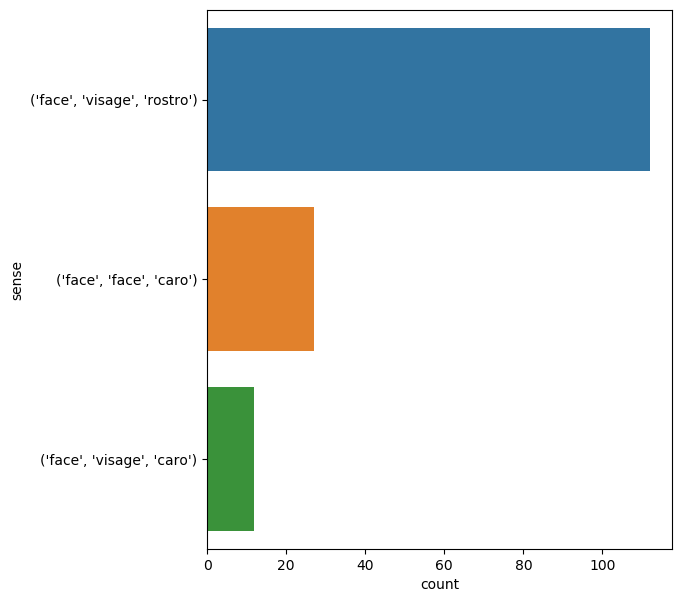 ('face', 'visage', 'rostro')
('face', 'face', 'caro')
('face', 'visage', 'caro')
sense
0 20 40 60 80 100
count